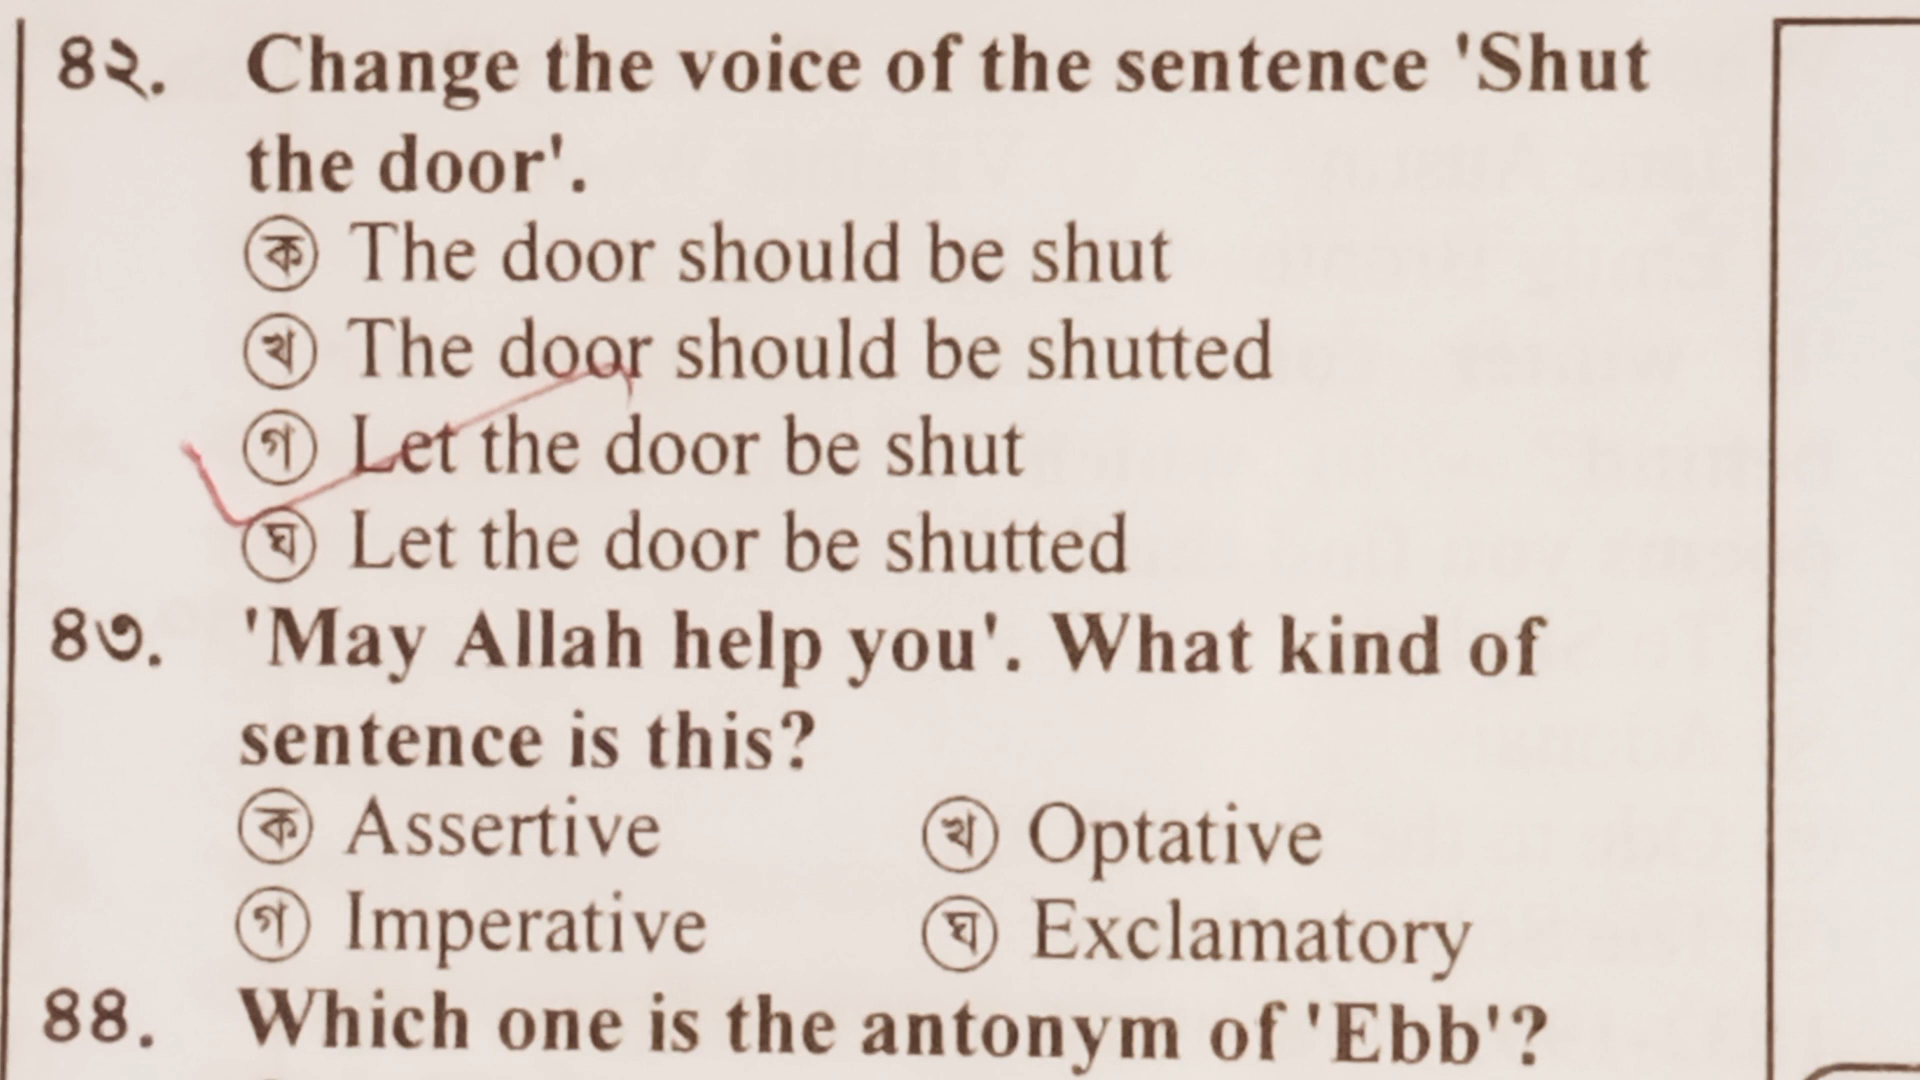 ৪২. Change the voice of the sentence 'Shut
the door'.
ক The door should be shut
খ The door should be shutted
গ Let the door be shut
ঘ Let the door be shutted
৪৩. 'May Allah help you'. What kind of
sentence is this?
ক Assertive খ Optative
গ Imperative ঘ Exclamatory
৪৪. Which one is the antonym of 'Ebb'?